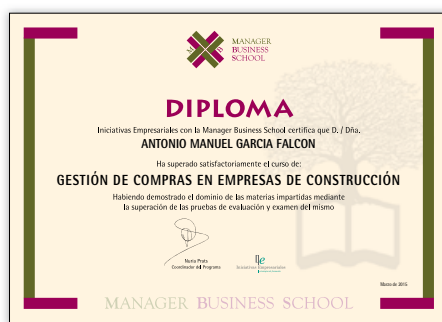 M B
MANAGER
BUSINESS
SCHOOL
DIPLOMA
Iniciativas Empresariales con la Manager Business School certifica que D. / Dña.
ANTONIO MANUEL GARCIA FALCON
Ha superado satisfactoriamente el curso de:
GESTIÓN DE COMPRAS EN EMPRESAS DE CONSTRUCCIÓN
Habiendo demostrado el dominio de las materias impartidas mediante
la superación de las pruebas de evaluación y examen del mismo
Nuria Prats
Coordinador del Programa
Iniciativas Empresariales
Marzo de 2015
MANAGER BUSINESS SCHOOL